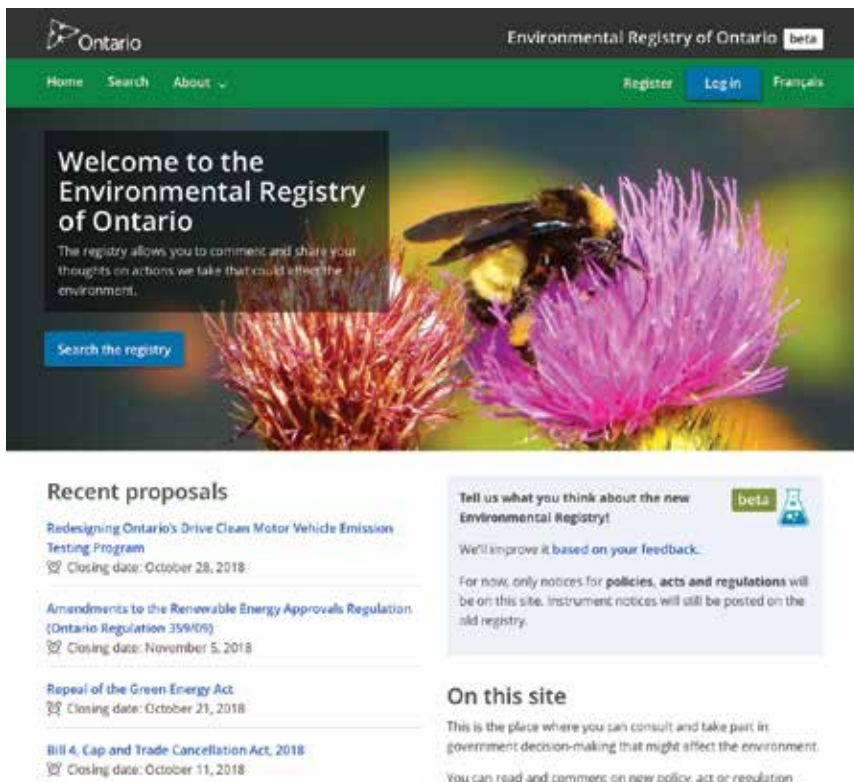 Ontario
Environmental Registry of Ontario beta
Home Search About
Register Log in Français
Welcome to the
Environmental Registry
of Ontario
The registry allows you to comment and share your
thoughts on actions we take that could affect the
environment.
Search the registry
Recent proposals
Redesigning Ontario's Drive Clean Motor Vehicle Emission
Testing Program
Closing date: October 28, 2018
Amendments to the Renewable Energy Approvals Regulation
(Ontario Regulation 359/09)
Closing date: November 5, 2018
Repeal of the Green Energy Act
Closing date: October 21, 2018
Bill 4, Cap and Trade Cancellation Act, 2018
Closing date: October 11, 2018
Tell us what you think about the new
Environmental Registry!
beta
We'll improve it based on your feedback.
For now, only notices for policies, acts and regulations will
be on this site. Instrument notices will still be posted on the
old registry.
On this site
This is the place where you can consult and take part in
government decision-making that might affect the environment.
You can read and comment on new policy, act or regulation